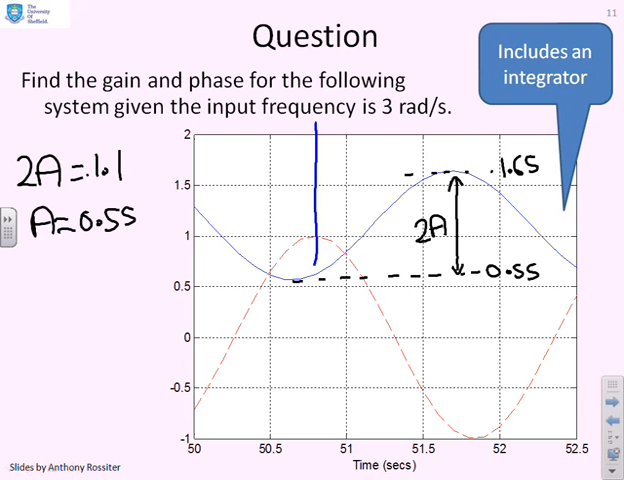 The
University
Of
Sheffield.
11
Question
Includes an
integrator
Find the gain and phase for the following
system given the input frequency is 3 rad/s.
2A=1.1
A=0.55
2
1.5
1
0.5
0
-0.5
-1
50
50.5
51
51.5
52
52.5
Time (secs)
1.65
2A
0.55
Slides by Anthony Rossiter